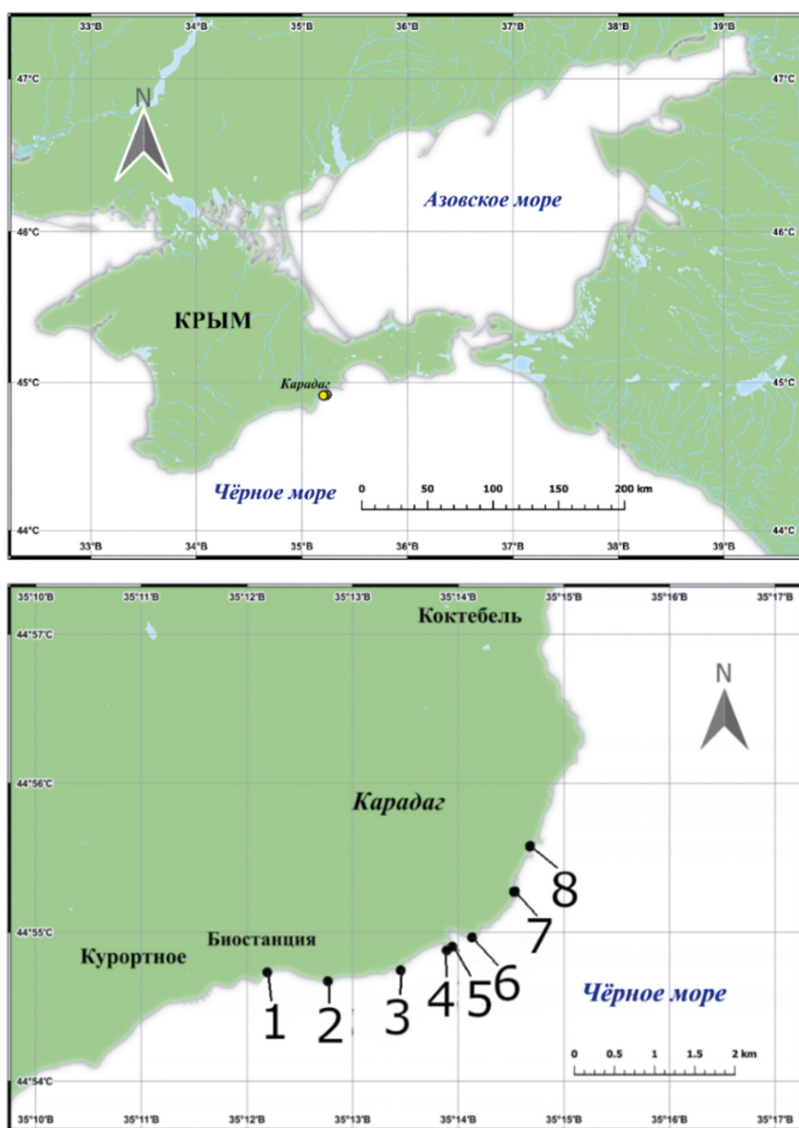 33°В 34°В 35°В 36°В 37°В 38°В 39°В
47°С 47°С
N
Азовское море
46°С 46°С
КРЫМ
Карадаг
45°С 45°С
Чёрное море
0 50 100 150 200 km
44°С 44°С
33°В 34°В 35°В 36°В 37°В 38°В 39°В
35°10'В 35°11'В 35°12'В 35°13'В 35°14'В 35°15'В 35°16'В 35°17'В
Коктебель
44°57'С
N
44°56'С
Карадаг
8
7
44°55'С
Биостанция
Курортное
6
5
4
3
2
1
Чёрное море
0 0.5 1 1.5 2 km
44°54'С
35°10'В 35°11'В 35°12'В 35°13'В 35°14'В 35°15'В 35°16'В 35°17'В